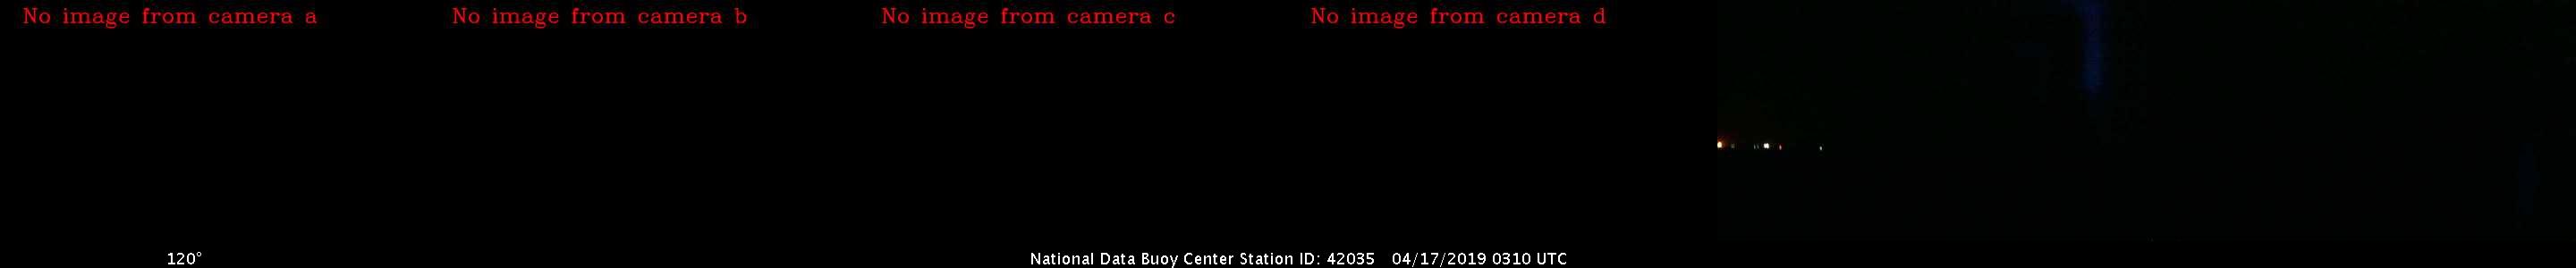 No image from camera a
No image from camera b
No image from camera c
No image from camera d
120°
National Data Buoy Center Station ID: 42035 04/17/2019 0310 UTC